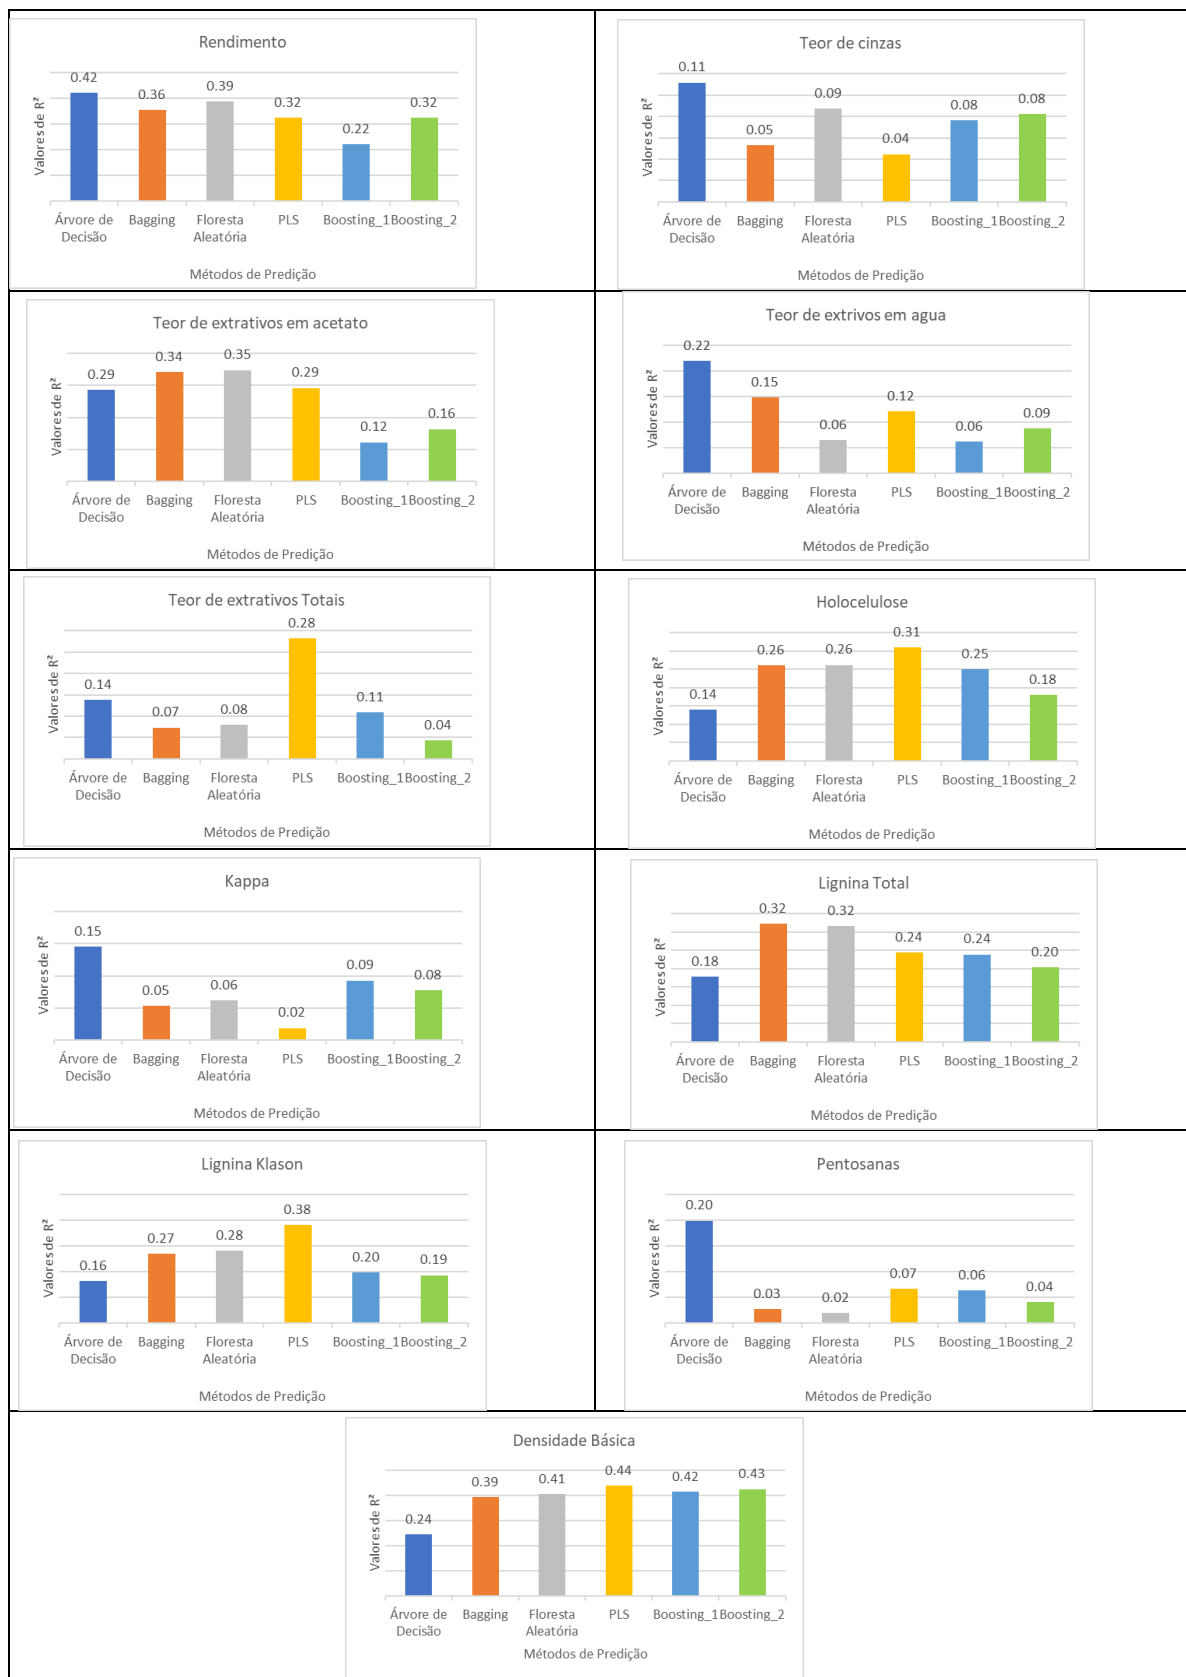 Rendimento
0.42
0.36
0.39
0.32
0.22
0.32
Valores de R²
Árvore de Bagging Floresta PLS Boosting_1 Boosting_2
Decisão Aleatória
Métodos de Predição
Teor de cinzas
0.11
0.05
0.09
0.04
0.08
0.08
Valores de R²
Árvore de Bagging Floresta PLS Boosting_1 Boosting_2
Decisão Aleatória
Métodos de Predição
Teor de extrativos em acetato
0.29
0.34
0.35
0.29
0.12
0.16
Valores de R²
Árvore de Bagging Floresta PLS Boosting_1 Boosting_2
Decisão Aleatória
Métodos de Predição
Teor de extrivos em agua
0.22
0.15
0.06
0.12
0.06
0.09
Valores de R²
Árvore de Bagging Floresta PLS Boosting_1 Boosting_2
Decisão Aleatória
Métodos de Predição
Teor de extrativos Totais
0.14
0.07
0.08
0.28
0.11
0.04
Valores de R²
Árvore de Bagging Floresta PLS Boosting_1 Boosting_2
Decisão Aleatória
Métodos de Predição
Holocelulose
0.14
0.26
0.26
0.31
0.25
0.18
Valores de R²
Árvore de Bagging Floresta PLS Boosting_1 Boosting_2
Decisão Aleatória
Métodos de Predição
Kappa
0.15
0.05
0.06
0.02
0.09
0.08
Valores de R²
Árvore de Bagging Floresta PLS Boosting_1 Boosting_2
Decisão Aleatória
Métodos de Predição
Lignina Total
0.18
0.32
0.32
0.24
0.24
0.20
Valores de R²
Árvore de Bagging Floresta PLS Boosting_1 Boosting_2
Decisão Aleatória
Métodos de Predição
Lignina Klason
0.16
0.27
0.28
0.38
0.20
0.19
Valores de R²
Árvore de Bagging Floresta PLS Boosting_1 Boosting_2
Decisão Aleatória
Métodos de Predição
Pentosanas
0.20
0.03
0.02
0.07
0.06
0.04
Valores de R²
Árvore de Bagging Floresta PLS Boosting_1 Boosting_2
Decisão Aleatória
Métodos de Predição
Densidade Básica
0.24
0.39
0.41
0.44
0.42
0.43
Valores de R²
Árvore de Bagging Floresta PLS Boosting_1 Boosting_2
Decisão Aleatória
Métodos de Predição